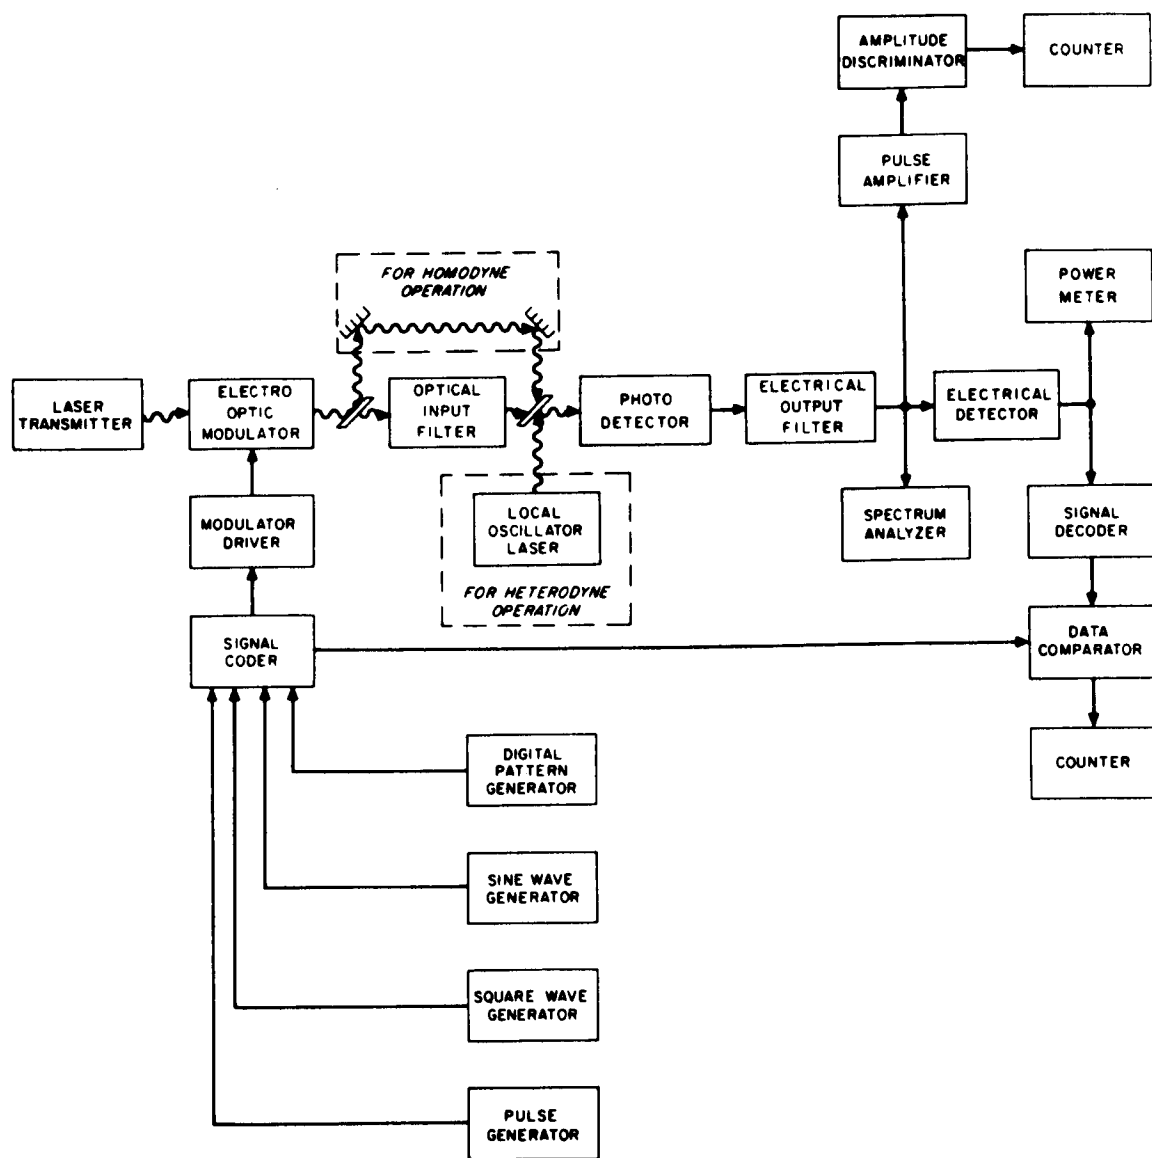 AMPLITUDE
DISCRIMINATOR
COUNTER
PULSE
AMPLIFIER
FOR HOMODYNE
OPERATION
POWER
METER
LASER
TRANSMITTER
ELECTRO
OPTIC
MODULATOR
OPTICAL
INPUT
FILTER
PHOTO
DETECTOR
ELECTRICAL
OUTPUT
FILTER
ELECTRICAL
DETECTOR
MODULATOR
DRIVER
LOCAL
OSCILLATOR
LASER
FOR HETERODYNE
OPERATION
SPECTRUM
ANALYZER
SIGNAL
DECODER
SIGNAL
CODER
DATA
COMPARATOR
DIGITAL
PATTERN
GENERATOR
COUNTER
SINE WAVE
GENERATOR
SQUARE WAVE
GENERATOR
PULSE
GENERATOR